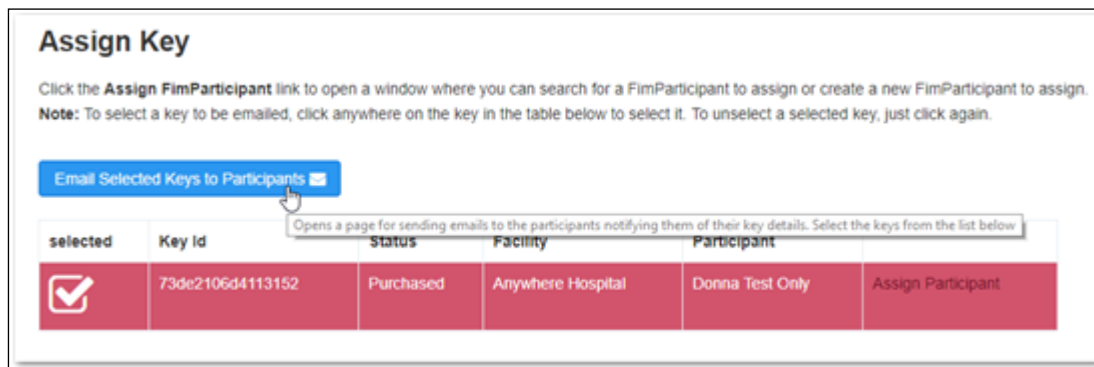 Assign Key
Click the Assign FimParticipant link to open a window where you can search for a FimParticipant to assign or create a new FimParticipant to assign.
Note: To select a key to be emailed, click anywhere on the key in the table below to select it. To unselect a selected key, just click again.
Email Selected Keys to Participants
Opens a page for sending emails to the participants notifying them of their key details. Select the keys from the list below
selected Key Id Status Facility Participant
73de2106d4113152 Purchased Anywhere Hospital Donna Test Only Assign Participant